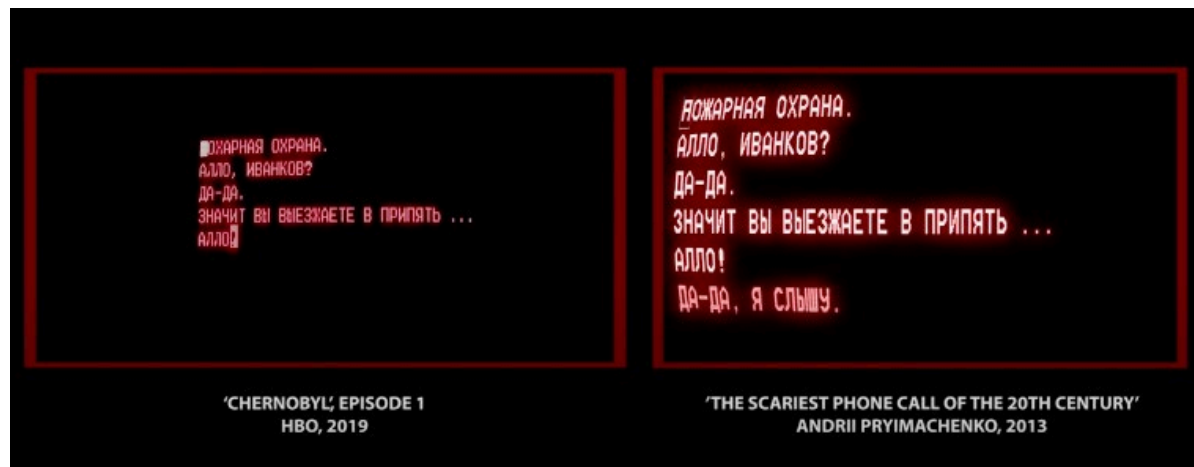 ПОЖАРНАЯ ОХРАНА.
АЛЛО, ИВАНКОВ?
ДА-ДА.
ЗНАЧИТ ВЫ ВЫЕЗЖАЕТЕ В ПРИПЯТЬ ...
АЛЛО!
'CHERNOBYL', EPISODE 1
HBO, 2019
ПОЖАРНАЯ ОХРАНА.
АЛЛО, ИВАНКОВ?
ДА-ДА.
ЗНАЧИТ ВЫ ВЫЕЗЖАЕТЕ В ПРИПЯТЬ ...
АЛЛО!
ДА-ДА, Я СЛЫШУ.
'THE SCARIEST PHONE CALL OF THE 20TH CENTURY'
ANDRII PRYIMACHENKO, 2013